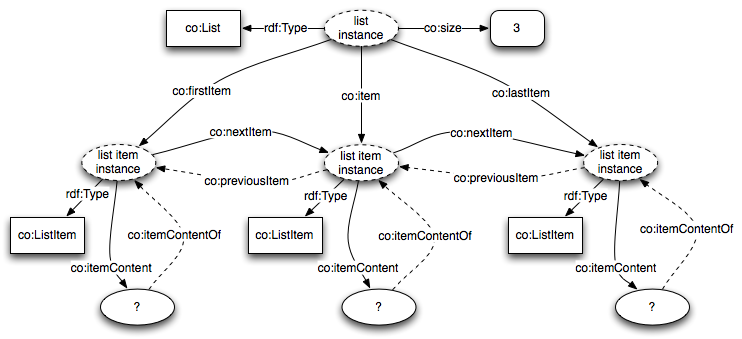 co:List
rdf:Type
list
instance
co:size
3
co:firstItem
co:item
co:lastItem
co:nextItem
co:nextItem
list item
instance
list item
instance
list item
instance
co:previousItem
co:previousItem
rdf:Type
rdf:Type
rdf:Type
co:ListItem
co:itemContentOf
co:ListItem
co:itemContentOf
co:ListItem
co:itemContentOf
co:itemContent
co:itemContent
co:itemContent
?
?
?